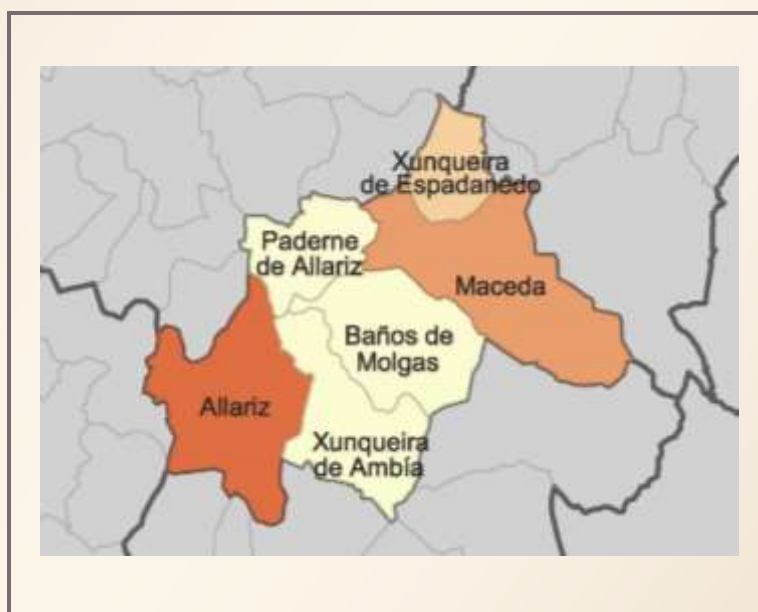 Xunqueira
de Espadanedo
Paderne
de Allariz
Maceda
Baños de
Molgas
Allariz
Xunqueira
de Ambía